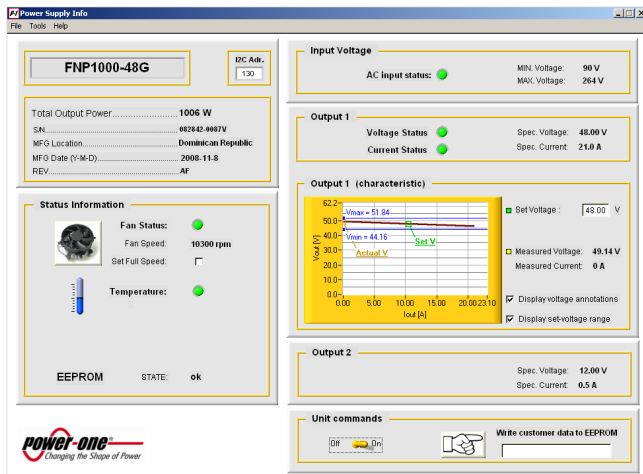 Power Supply Info
File Tools Help
FNP1000-48G
I2C Adr.
130
Total Output Power............... 1006 W
S/N............... 082842-0087V
MFG Location............... Dominican Republic
MFG Date (Y-M-D)............... 2008-11-8
REV............... AF
Status Information
Fan Status:
Fan Speed: 10300 rpm
Set Full Speed:
Temperature:
EEPROM STATE: ok
power-one®
Changing the Shape of Power
Input Voltage
AC input status:
MIN. Voltage: 90 V
MAX. Voltage: 264 V
Output 1
Voltage Status
Current Status
Spec. Voltage: 48.00 V
Spec. Current: 21.0 A
Output 1 (characteristic)
Vout [V]
62.2
50.0
40.0
30.0
20.0
10.0
0.0
Vmax = 51.84
Vmin = 44.16
Actual V
Set V
0.00 5.00 10.00 15.00 20.00 23.10
Iout [A]
Set Voltage : 48.00 V
Measured Voltage: 49.14 V
Measured Current: 0 A
Display voltage annotations
Display set-voltage range
Output 2
Spec. Voltage: 12.00 V
Spec. Current: 0.5 A
Unit commands
Off On
Write customer data to EEPROM